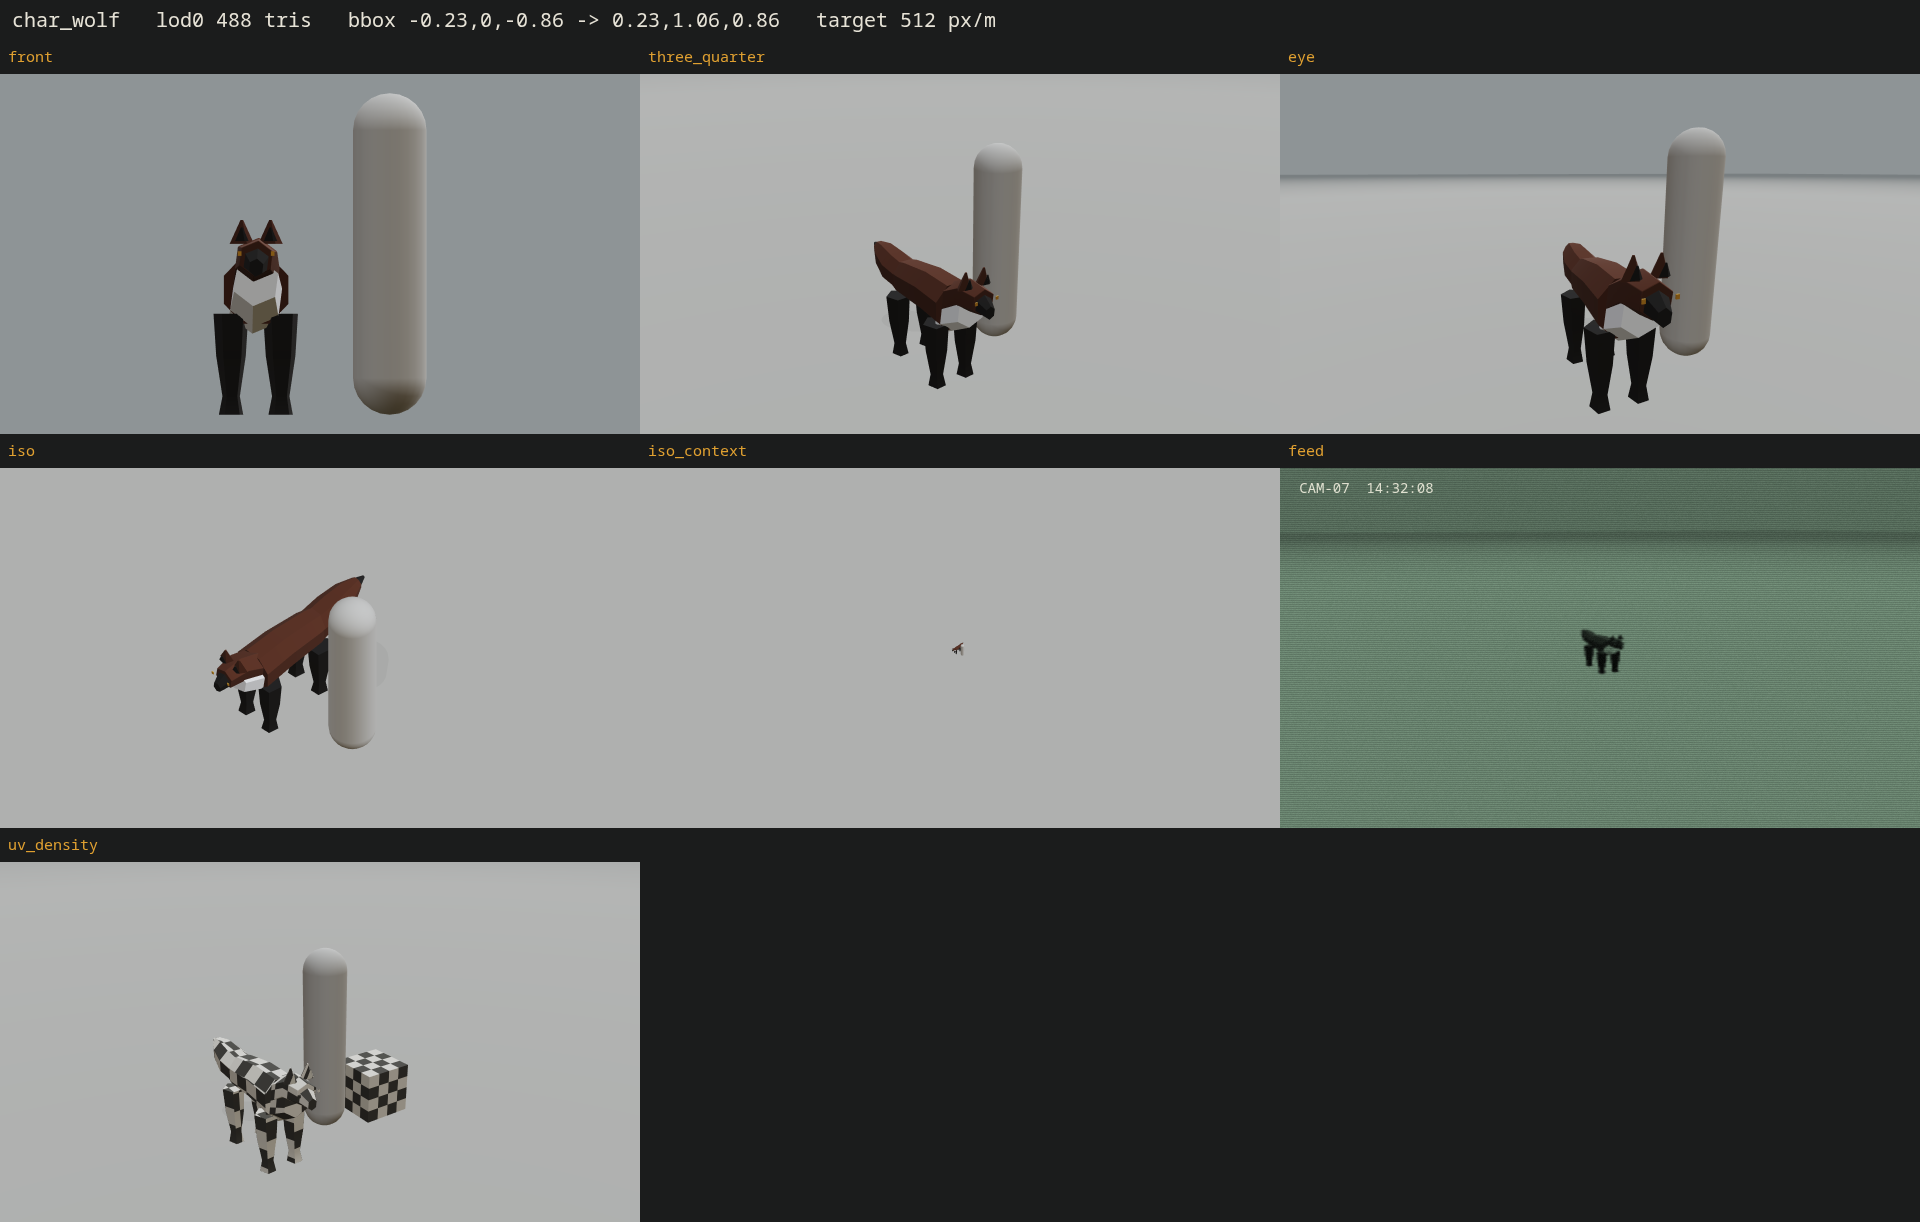 char_wolf   lod0 488 tris   bbox -0.23,0,-0.86 -> 0.23,1.06,0.86   target 512 px/m
front
three_quarter
eye
iso
iso_context
feed
CAM-07  14:32:08
uv_density